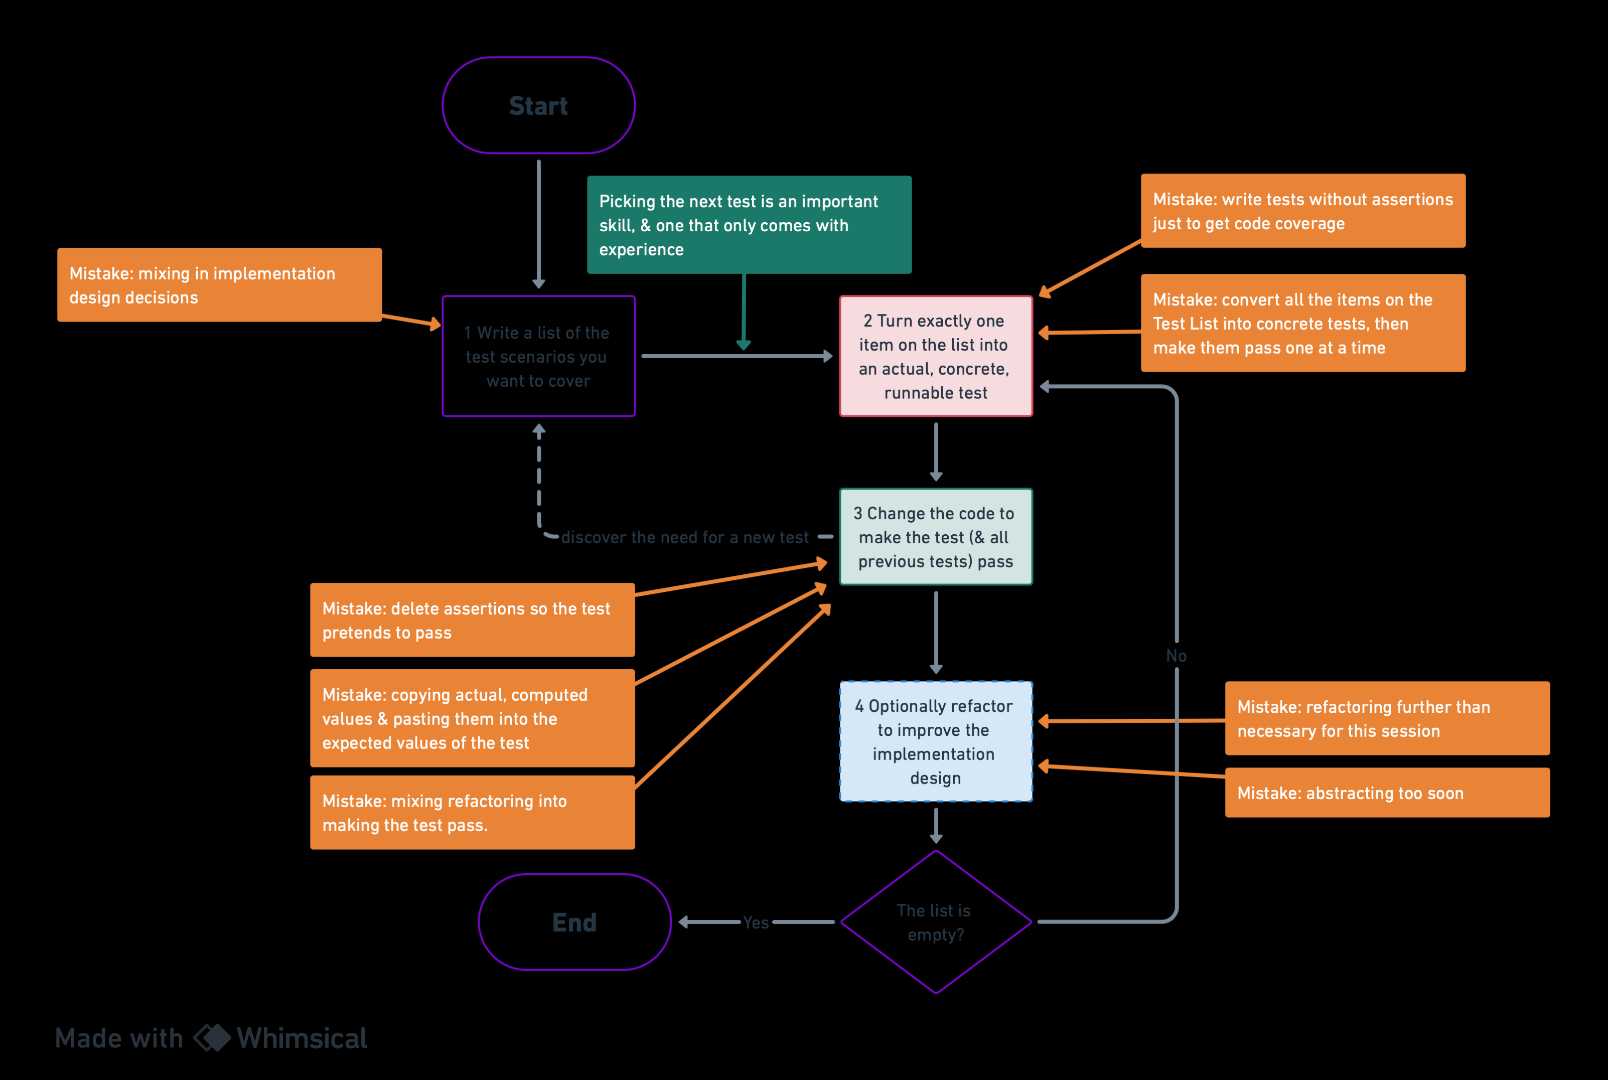 Start
Picking the next test is an important
skill, & one that only comes with
experience
Mistake: write tests without assertions
just to get code coverage
Mistake: mixing in implementation
design decisions
Mistake: convert all the items on the
Test List into concrete tests, then
make them pass one at a time
1 Write a list of the
test scenarios you
want to cover
2 Turn exactly one
item on the list into
an actual, concrete,
runnable test
3 Change the code to
make the test (& all
previous tests) pass
discover the need for a new test
Mistake: delete assertions so the test
pretends to pass
Mistake: copying actual, computed
values & pasting them into the
expected values of the test
Mistake: mixing refactoring into
making the test pass.
No
4 Optionally refactor
to improve the
implementation
design
Mistake: refactoring further than
necessary for this session
Mistake: abstracting too soon
The list is
empty?
Yes
End
Made with Whimsical